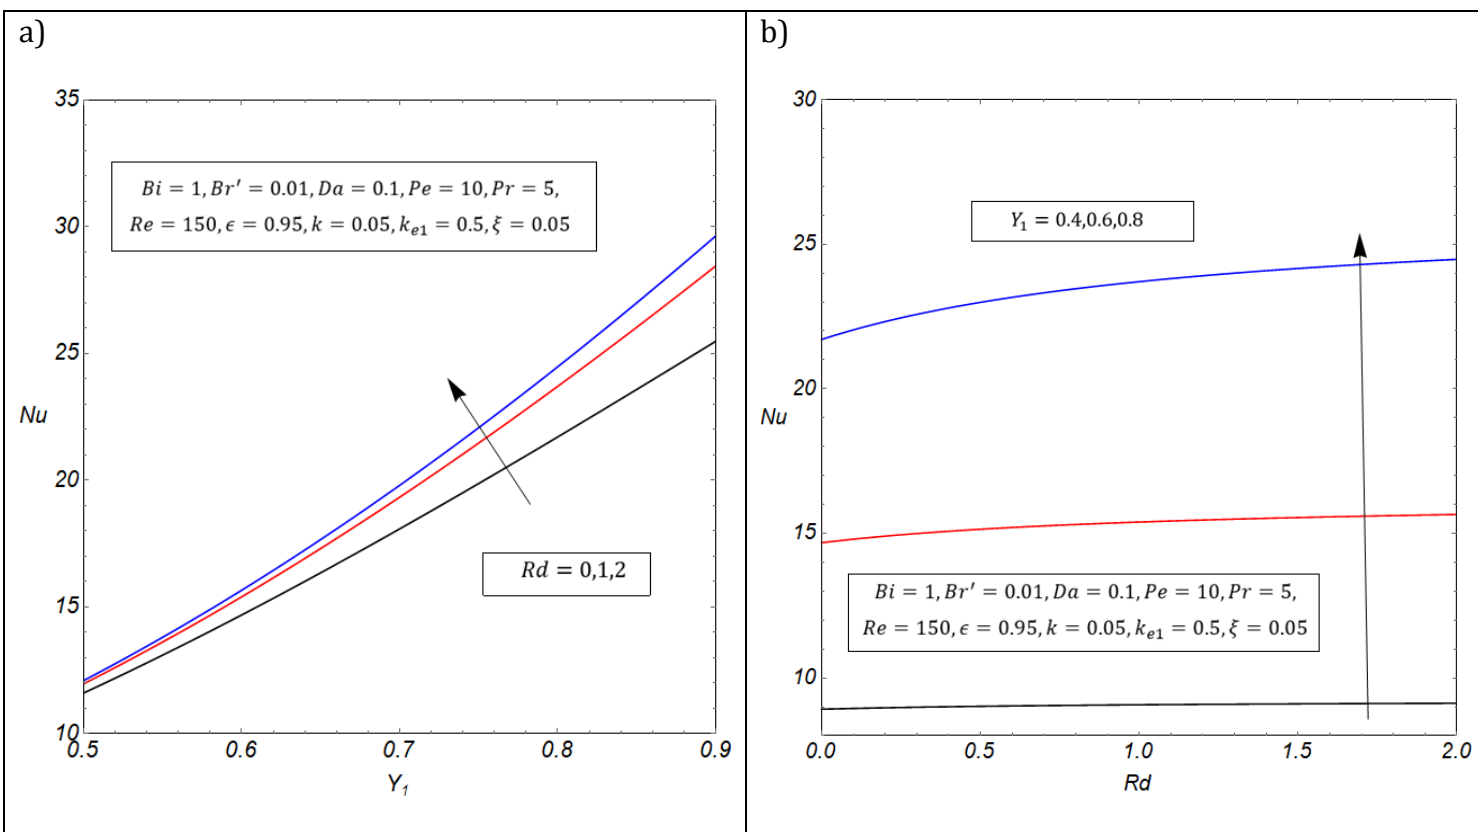 a)
35
30
25
20
15
10
Nu
Bi = 1, Br′ = 0.01, Da = 0.1, Pe = 10, Pr = 5,
Re = 150, ϵ = 0.95, k = 0.05, kₑ₁ = 0.5, ξ = 0.05
Rd = 0,1,2
0.5 0.6 0.7 0.8 0.9
Y₁
b)
30
25
20
15
10
Nu
Y₁ = 0.4,0.6,0.8
Bi = 1, Br′ = 0.01, Da = 0.1, Pe = 10, Pr = 5,
Re = 150, ϵ = 0.95, k = 0.05, kₑ₁ = 0.5, ξ = 0.05
0.0 0.5 1.0 1.5 2.0
Rd